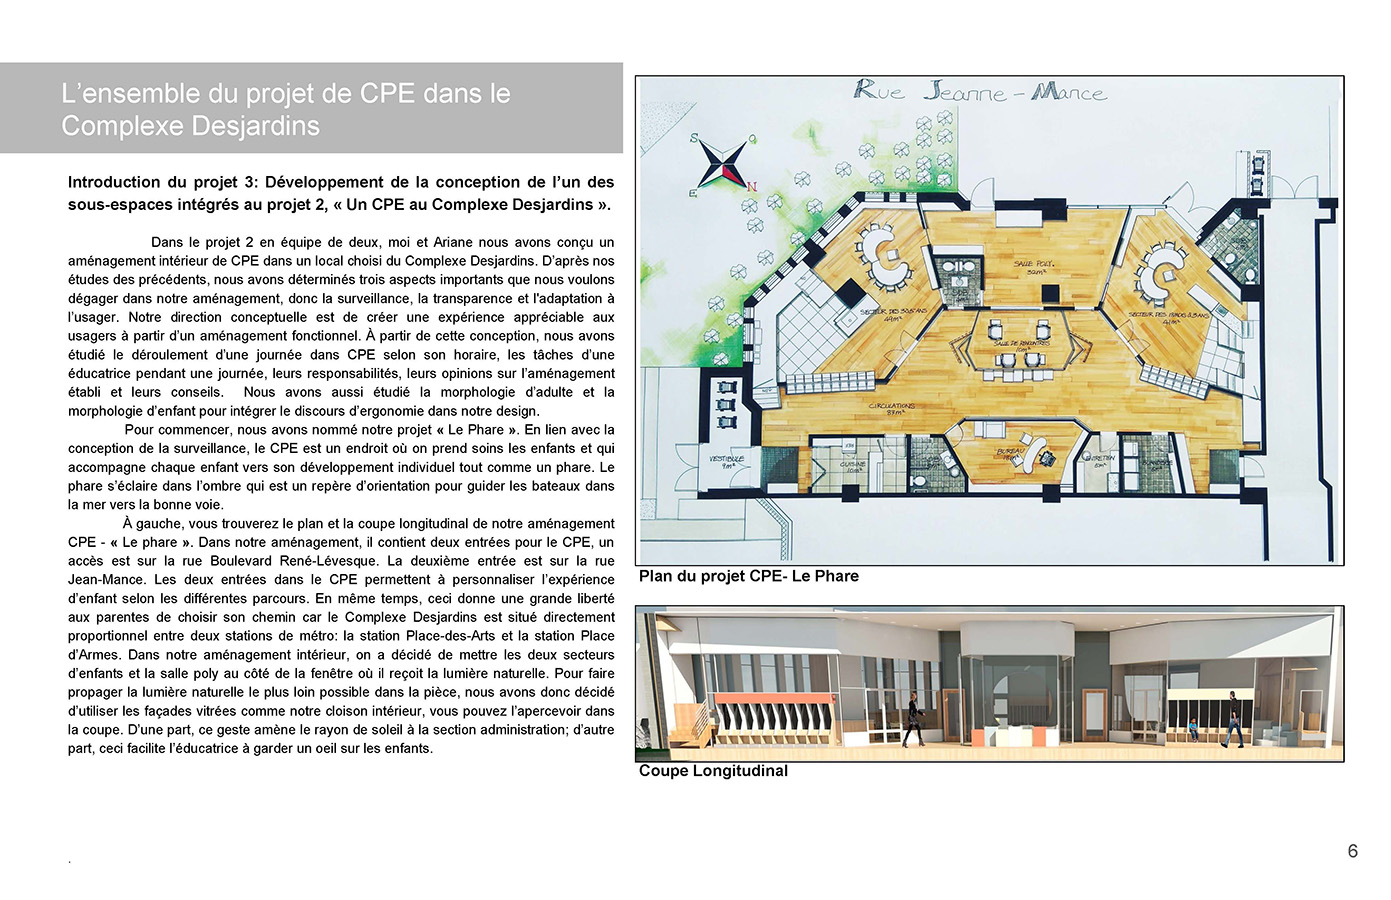 L'ensemble du projet de CPE dans le
Complexe Desjardins
Introduction du projet 3: Développement de la conception de l'un des
sous-espaces intégrés au projet 2, « Un CPE au Complexe Desjardins ».
Dans le projet 2 en équipe de deux, moi et Ariane nous avons conçu un
aménagement intérieur de CPE dans un local choisi du Complexe Desjardins. D'après nos
études des précédents, nous avons déterminés trois aspects importants que nous voulons
dégager dans notre aménagement, donc la surveillance, la transparence et l'adaptation à
l'usager. Notre direction conceptuelle est de créer une expérience appréciable aux
usagers à partir d'un aménagement fonctionnel. À partir de cette conception, nous avons
étudié le déroulement d'une journée dans CPE selon son horaire, les tâches d'une
éducatrice pendant une journée, leurs responsabilités, leurs opinions sur l'aménagement
établi et leurs conseils. Nous avons aussi étudié la morphologie d'adulte et la
morphologie d'enfant pour intégrer le discours d'ergonomie dans notre design.
Pour commencer, nous avons nommé notre projet « Le Phare ». En lien avec la
conception de la surveillance, le CPE est un endroit où on prend soins les enfants et qui
accompagne chaque enfant vers son développement individuel tout comme un phare. Le
phare s'éclaire dans l'ombre qui est un repère d'orientation pour guider les bateaux dans
la mer vers la bonne voie.
À gauche, vous trouverez le plan et la coupe longitudinal de notre aménagement
CPE - « Le phare ». Dans notre aménagement, il contient deux entrées pour le CPE, un
accès est sur la rue Boulevard René-Lévesque. La deuxième entrée est sur la rue
Jean-Mance. Les deux entrées dans le CPE permettent à personnaliser l'expérience
d'enfant selon les différentes parcours. En même temps, ceci donne une grande liberté
aux parentes de choisir son chemin car le Complexe Desjardins est situé directement
proportionnel entre deux stations de métro: la station Place-des-Arts et la station Place
d'Armes. Dans notre aménagement intérieur, on a décidé de mettre les deux secteurs
d'enfants et la salle poly au côté de la fenêtre où il reçoit la lumière naturelle. Pour faire
propager la lumière naturelle le plus loin possible dans la pièce, nous avons donc décidé
d'utiliser les façades vitrées comme notre cloison intérieur, vous pouvez l'apercevoir dans
la coupe. D'une part, ce geste amène le rayon de soleil à la section administration; d'autre
part, ceci facilite l'éducatrice à garder un oeil sur les enfants.
Rue Jeanne-Mance
S O
E N
SALLE POLY.
SECTEUR DES
SECTEUR DES
SALLE DE RENCONTRES
CIRCULATIONS
87m²
VESTIBULE
9m²
CUISINE
10m²
BUREAU
ENTRETIEN
Plan du projet CPE- Le Phare
Coupe Longitudinal
6